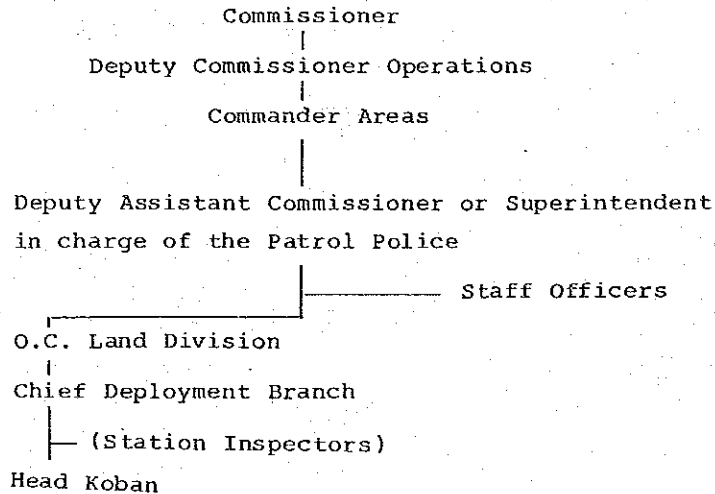 Commissioner
Deputy Commissioner Operations
Commander Areas
Deputy Assistant Commissioner or Superintendent
in charge of the Patrol Police
Staff Officers
O.C. Land Division
Chief Deployment Branch
(Station Inspectors)
Head Koban